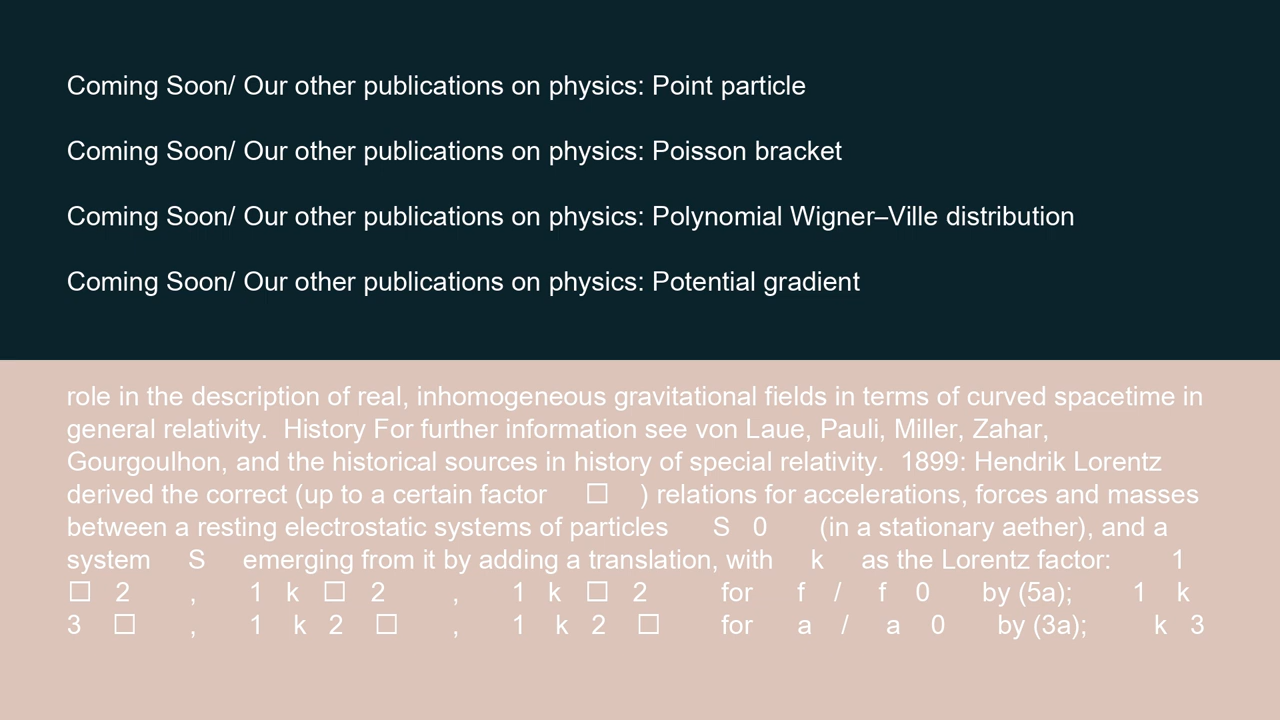 Coming Soon/ Our other publications on physics: Point particle
Coming Soon/ Our other publications on physics: Poisson bracket
Coming Soon/ Our other publications on physics: Polynomial Wigner–Ville distribution
Coming Soon/ Our other publications on physics: Potential gradient
role in the description of real, inhomogeneous gravitational fields in terms of curved spacetime in
general relativity.  History For further information see von Laue, Pauli, Miller, Zahar,
Gourgoulhon, and the historical sources in history of special relativity.  1899: Hendrik Lorentz
derived the correct (up to a certain factor □ ) relations for accelerations, forces and masses
between a resting electrostatic systems of particles S 0 (in a stationary aether), and a
system S emerging from it by adding a translation, with k as the Lorentz factor: 1
□ 2 , 1 k □ 2 , 1 k □ 2 for f / f 0 by (5a); 1 k
3 □ , 1 k 2 □ , 1 k 2 □ for a / a 0 by (3a); k 3